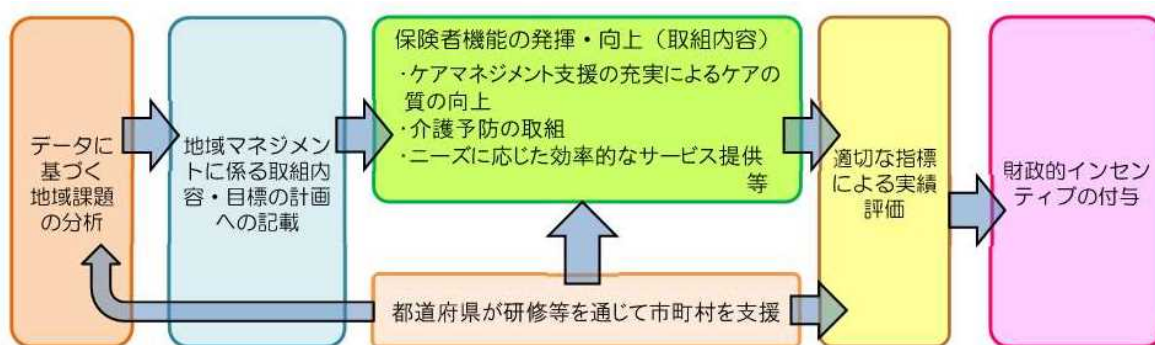 データに
基づく
地域課題
の分析
地域マネジメン
トに係る取組内
容・目標の計画
への記載
保険者機能の発揮・向上（取組内容）
・ケアマネジメント支援の充実によるケアの
質の向上
・介護予防の取組
・ニーズに応じた効率的なサービス提供
等
適切な指標
による実績
評価
財政的インセン
ティブの付与
都道府県が研修等を通じて市町村を支援